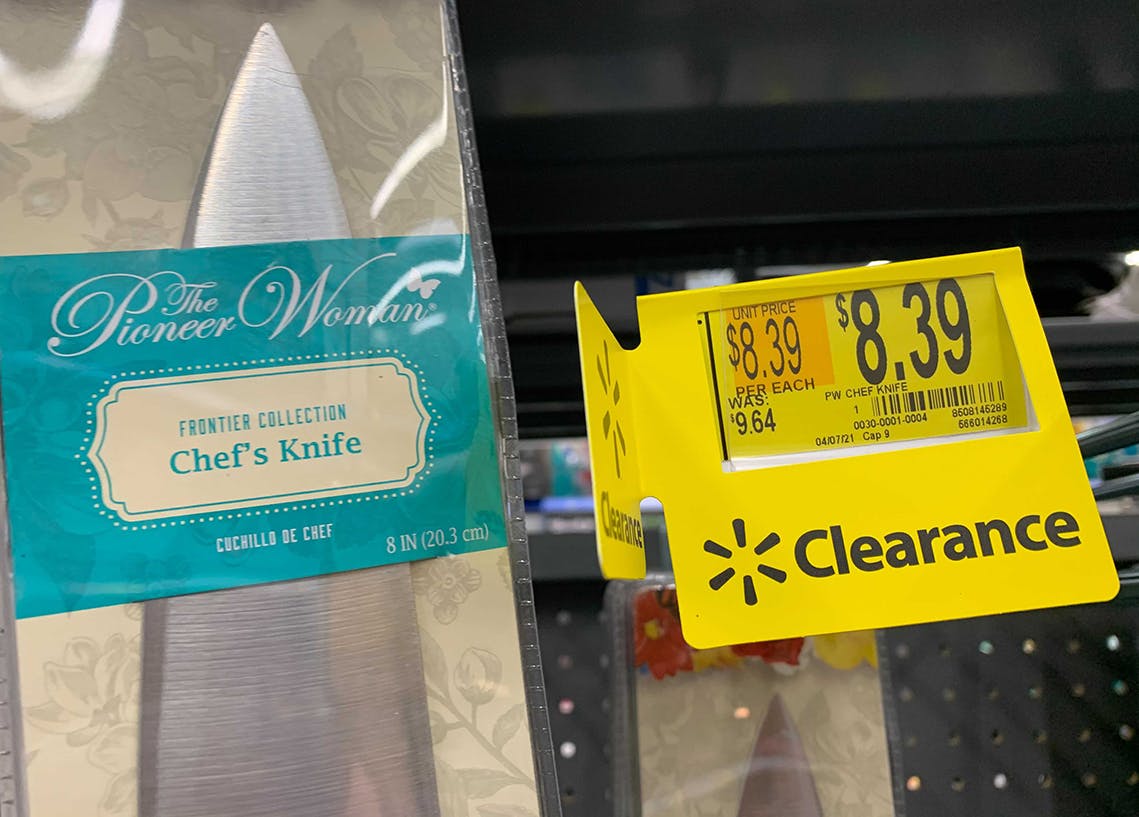 The
Pioneer Woman®
FRONTIER COLLECTION
Chef's Knife
CUCHILLO DE CHEF
8 IN (20.3 cm)
UNIT PRICE
$8.39
PER EACH
WAS:
$9.64
$8.39
PW CHEF KNIFE
1
0030-0001-0004
8508145289
04/07/21 Cap 9
566014268
Clearance
Clearance